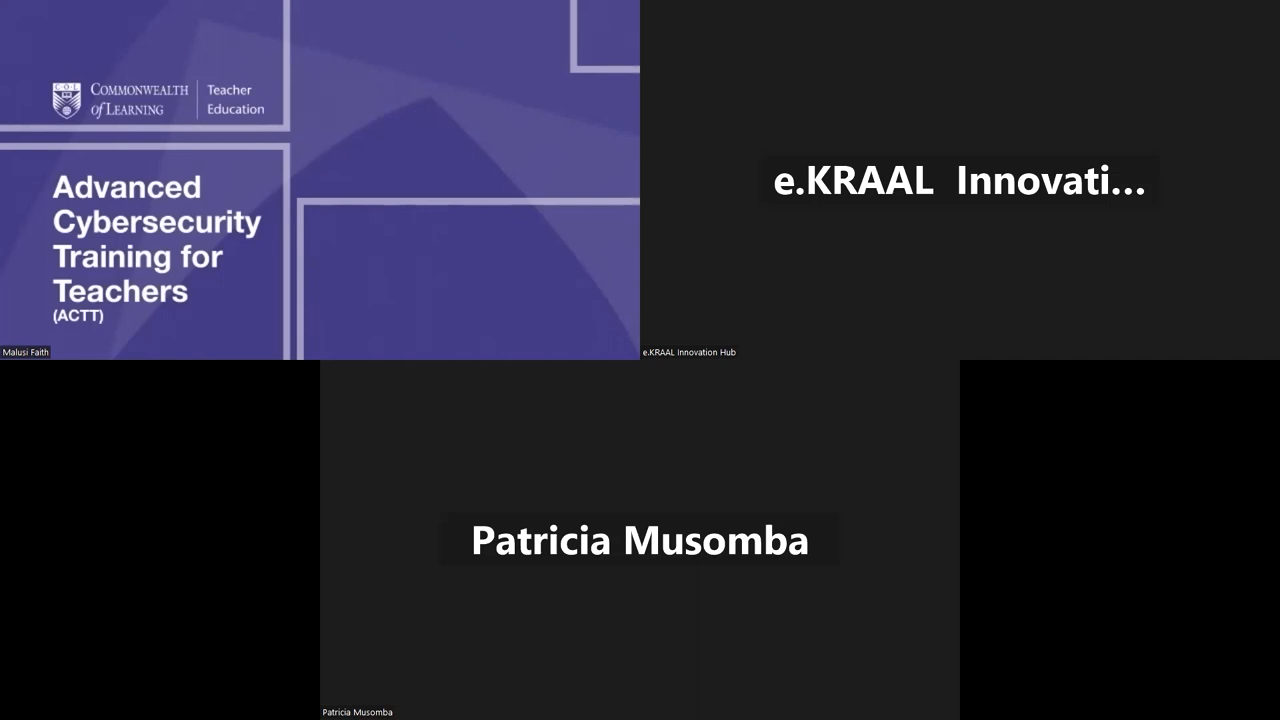 C O L
COMMONWEALTH
of LEARNING
Teacher
Education
Advanced
Cybersecurity
Training for
Teachers
(ACTT)
Malusi Faith
e.KRAAL Innovati...
e.KRAAL Innovation Hub
Patricia Musomba
Patricia Musomba